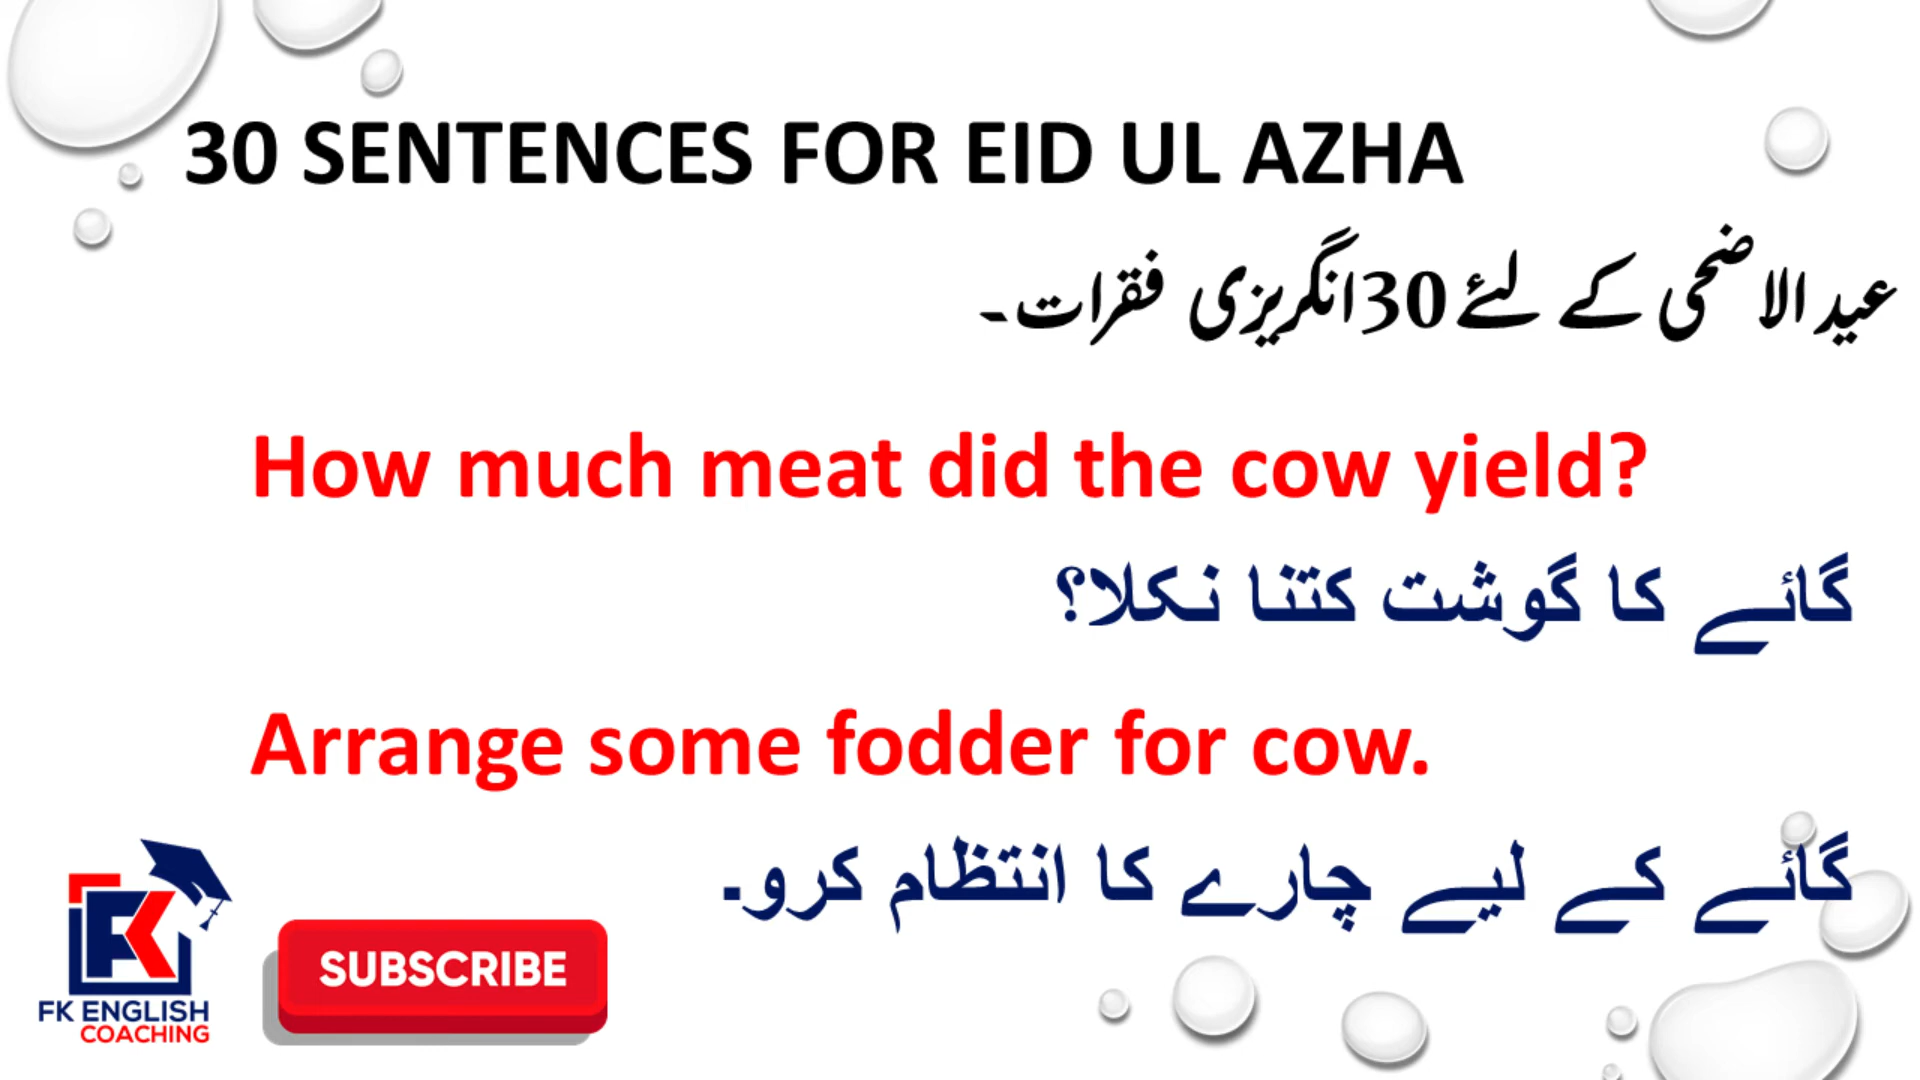 30 SENTENCES FOR EID UL AZHA
عید الاضحی کے لئے 30انگریزی فقرات۔
How much meat did the cow yield?
گائے کا گوشت کتنا نکلا؟
Arrange some fodder for cow.
گائے کے لیے چارے کا انتظام کرو۔
FK
FK ENGLISH
COACHING
SUBSCRIBE